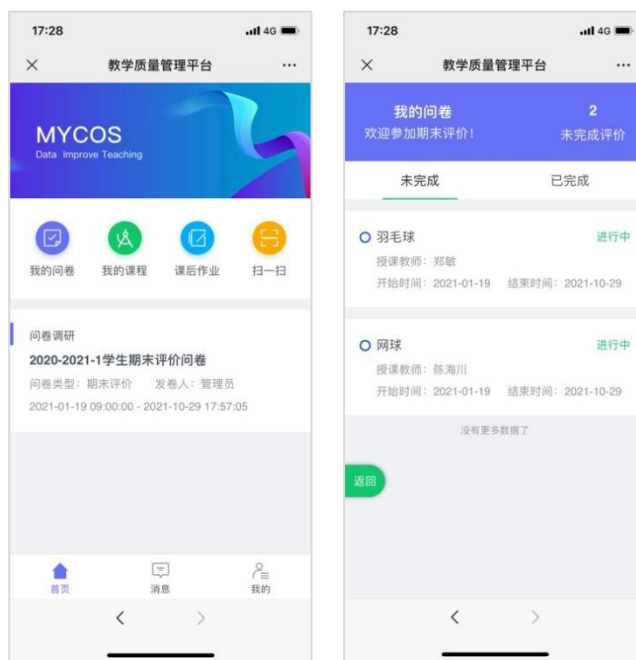 17:28
4G
教学质量管理平台
MYCOS
Data Improve Teaching
我的问卷
我的课程
课后作业
扫一扫
问卷调研
2020-2021-1学生期末评价问卷
问卷类型：期末评价 发卷人：管理员
2021-01-19 09:00:00 - 2021-10-29 17:57:05
首页
消息
我的
17:28
4G
教学质量管理平台
我的问卷
欢迎参加期末评价！
2
未完成评价
未完成
已完成
羽毛球 进行中
授课教师：郑敏
开始时间：2021-01-19 结束时间：2021-10-29
网球 进行中
授课教师：陈海川
开始时间：2021-01-19 结束时间：2021-10-29
没有更多数据了
返回